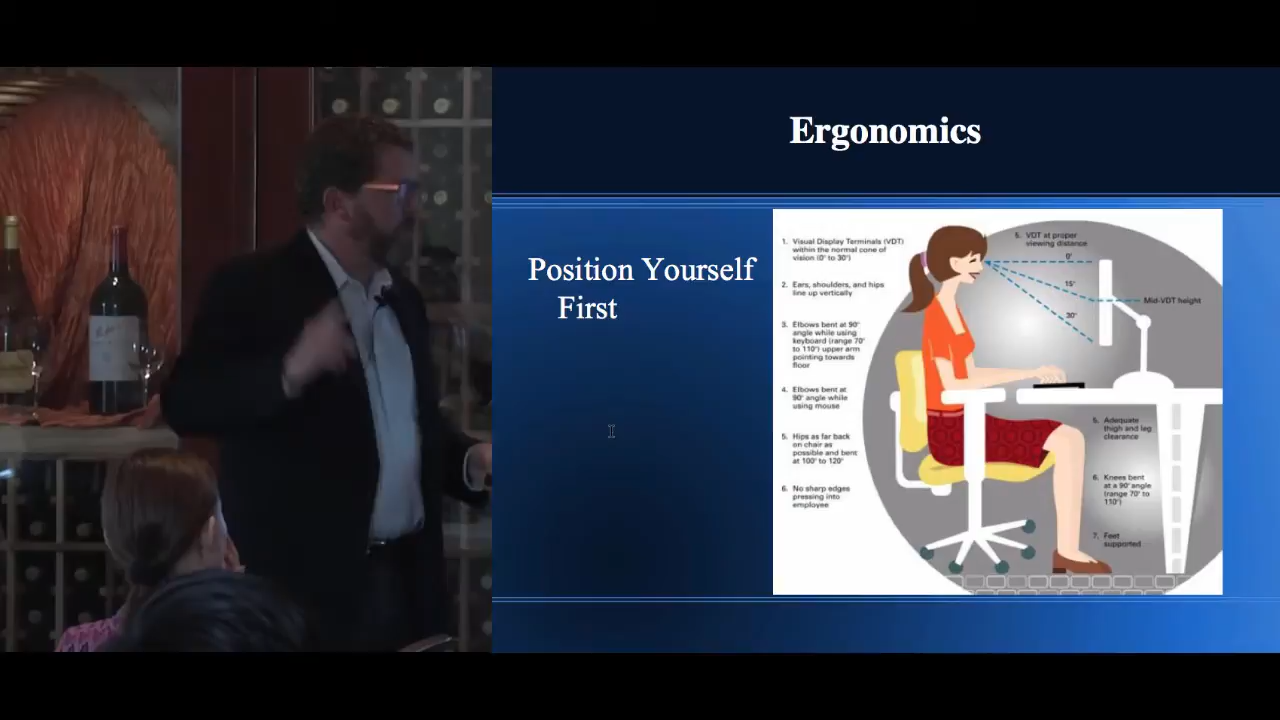 Ergonomics
Position Yourself
First
1. Visual Display Terminals (VDT)
within the normal cone of
vision (0° to 30°)
2. Ears, shoulders, and hips
line up vertically
3. Elbows bent at 90°
angle while using
keyboard (range 70°
to 110°) upper arm
pointing towards
floor
4. Elbows bent at
90° angle while
using mouse
5. Hips as far back
on chair as
possible and bent
at 100° to 120°
6. No sharp edges
pressing into
employee
5. VDT at proper
viewing distance
0°
15°
Mid-VDT height
30°
5. Adequate
thigh and leg
clearance
6. Knees bent
at a 90° angle
(range 70° to
110°)
7. Feet
supported